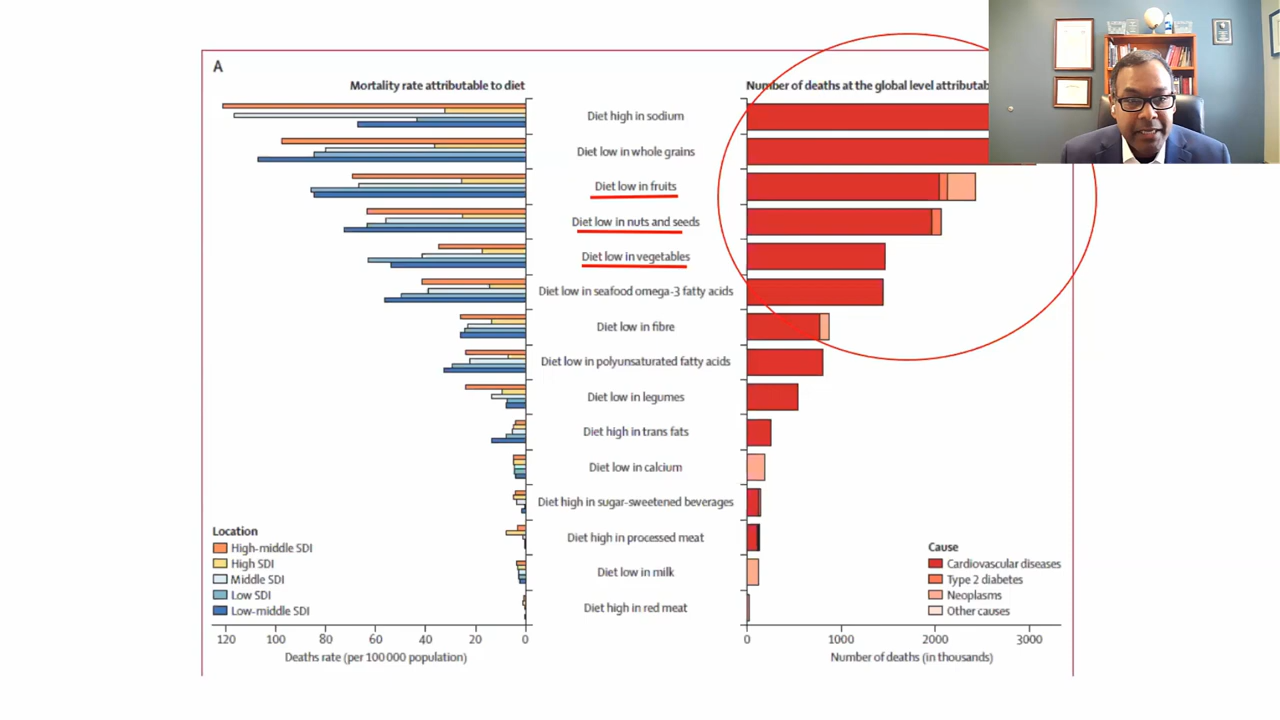 A
Mortality rate attributable to diet
Number of deaths at the global level
Diet high in sodium
Diet low in whole grains
Diet low in fruits
Diet low in nuts and seeds
Diet low in vegetables
Diet low in seafood omega-3 fatty acids
Diet low in fibre
Diet low in polyunsaturated fatty acids
Diet low in legumes
Diet high in trans fats
Diet low in calcium
Diet high in sugar-sweetened beverages
Diet high in processed meat
Diet low in milk
Diet high in red meat
Location
High-middle SDI
High SDI
Middle SDI
Low SDI
Low-middle SDI
Cause
Cardiovascular diseases
Type 2 diabetes
Neoplasms
Other causes
120 100 80 60 40 20 0
Deaths rate (per 100 000 population)
0 1000 2000 3000
Number of deaths (in thousands)